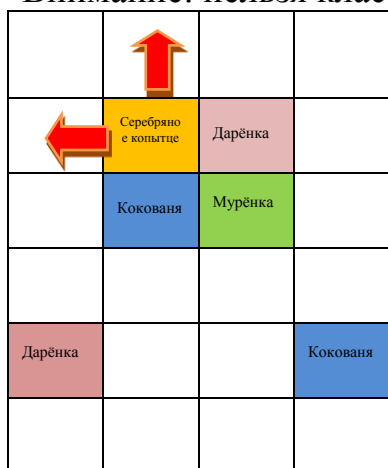 Серебряно
е копытце
Дарёнка
Кокованя
Мурёнка
Дарёнка
Кокованя